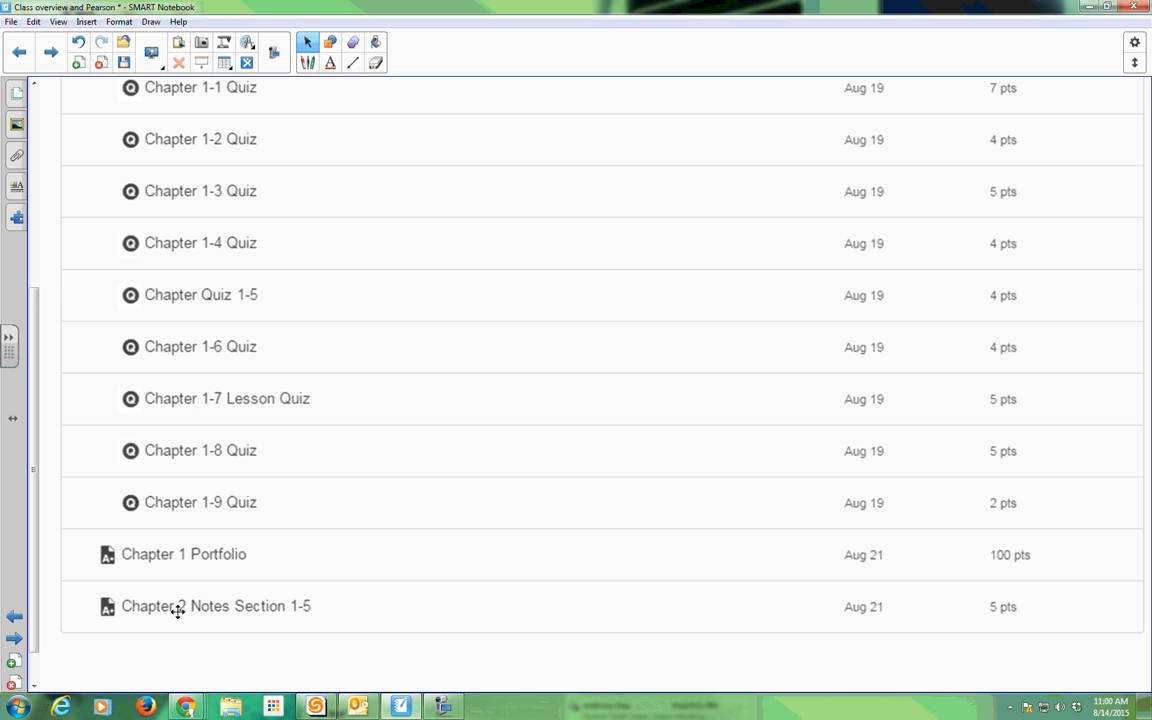 Class overview and Pearson * - SMART Notebook
File Edit View Insert Format Draw Help
Chapter 1-1 Quiz Aug 19 7 pts
Chapter 1-2 Quiz Aug 19 4 pts
Chapter 1-3 Quiz Aug 19 5 pts
Chapter 1-4 Quiz Aug 19 4 pts
Chapter Quiz 1-5 Aug 19 4 pts
Chapter 1-6 Quiz Aug 19 4 pts
Chapter 1-7 Lesson Quiz Aug 19 5 pts
Chapter 1-8 Quiz Aug 19 5 pts
Chapter 1-9 Quiz Aug 19 2 pts
Chapter 1 Portfolio Aug 21 100 pts
Chapter 2 Notes Section 1-5 Aug 21 5 pts
11:00 AM
8/14/2015